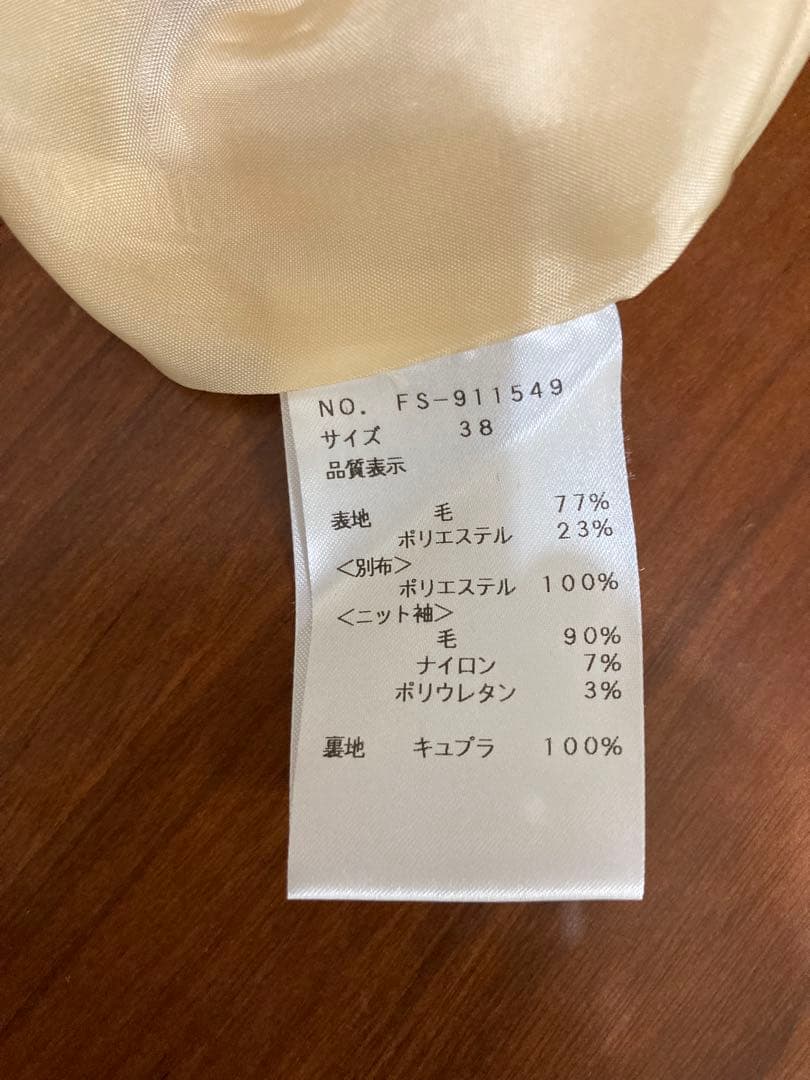 NO. FS-911549
サイズ 38
品質表示
表地 毛 77%
ポリエステル 23%
<別布>
ポリエステル 100%
<ニット袖>
毛 90%
ナイロン 7%
ポリウレタン 3%
裏地 キュプラ 100%